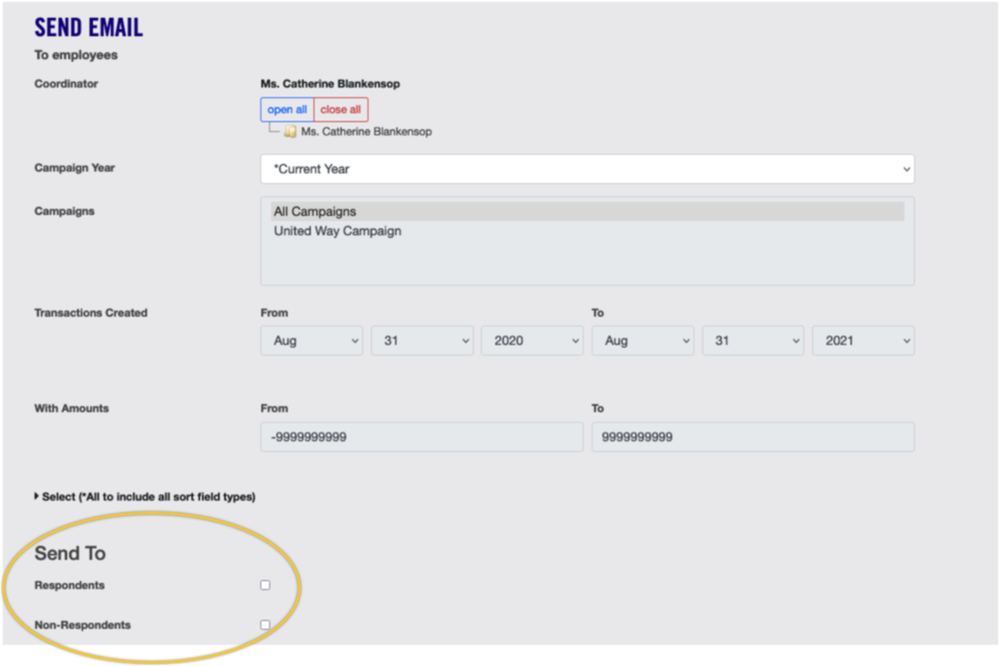 SEND EMAIL
To employees
Coordinator
Ms. Catherine Blankensop
open all close all
Ms. Catherine Blankensop
Campaign Year *Current Year
Campaigns
All Campaigns
United Way Campaign
Transactions Created From To
Aug 31 2020 Aug 31 2021
With Amounts From To
-9999999999 9999999999
Select (*All to include all sort field types)
Send To
Respondents
Non-Respondents